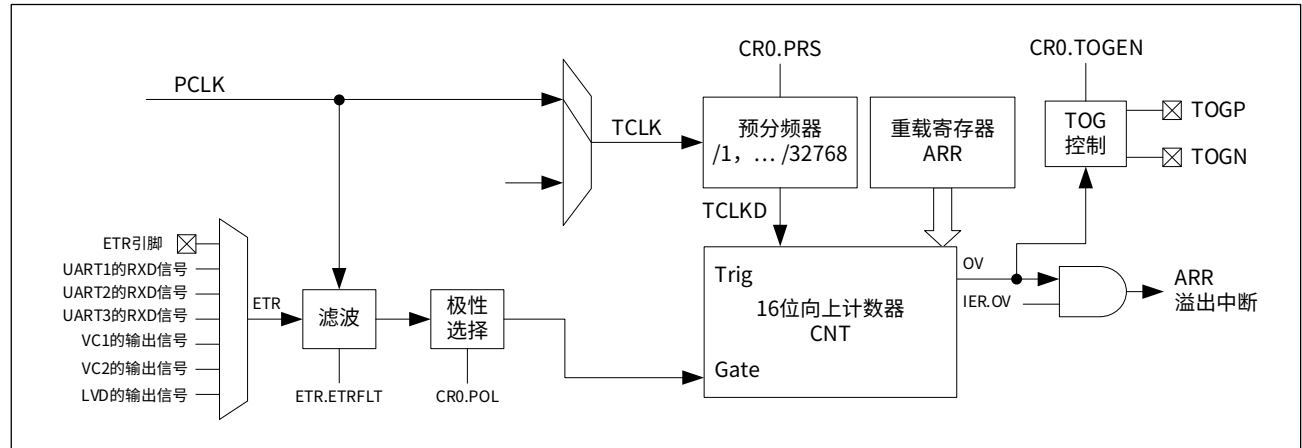 CR0.PRS
CR0.TOGEN
PCLK
TCLK
预分频器
/1，… /32768
重载寄存器
ARR
TOG
控制
TOGP
TOGN
TCLKD
ETR引脚
UART1的RXD信号
UART2的RXD信号
UART3的RXD信号
VC1的输出信号
VC2的输出信号
LVD的输出信号
ETR
滤波
极性
选择
ETR.ETRFLT
CR0.POL
Trig
16位向上计数器
CNT
Gate
OV
IER.OV
ARR
溢出中断